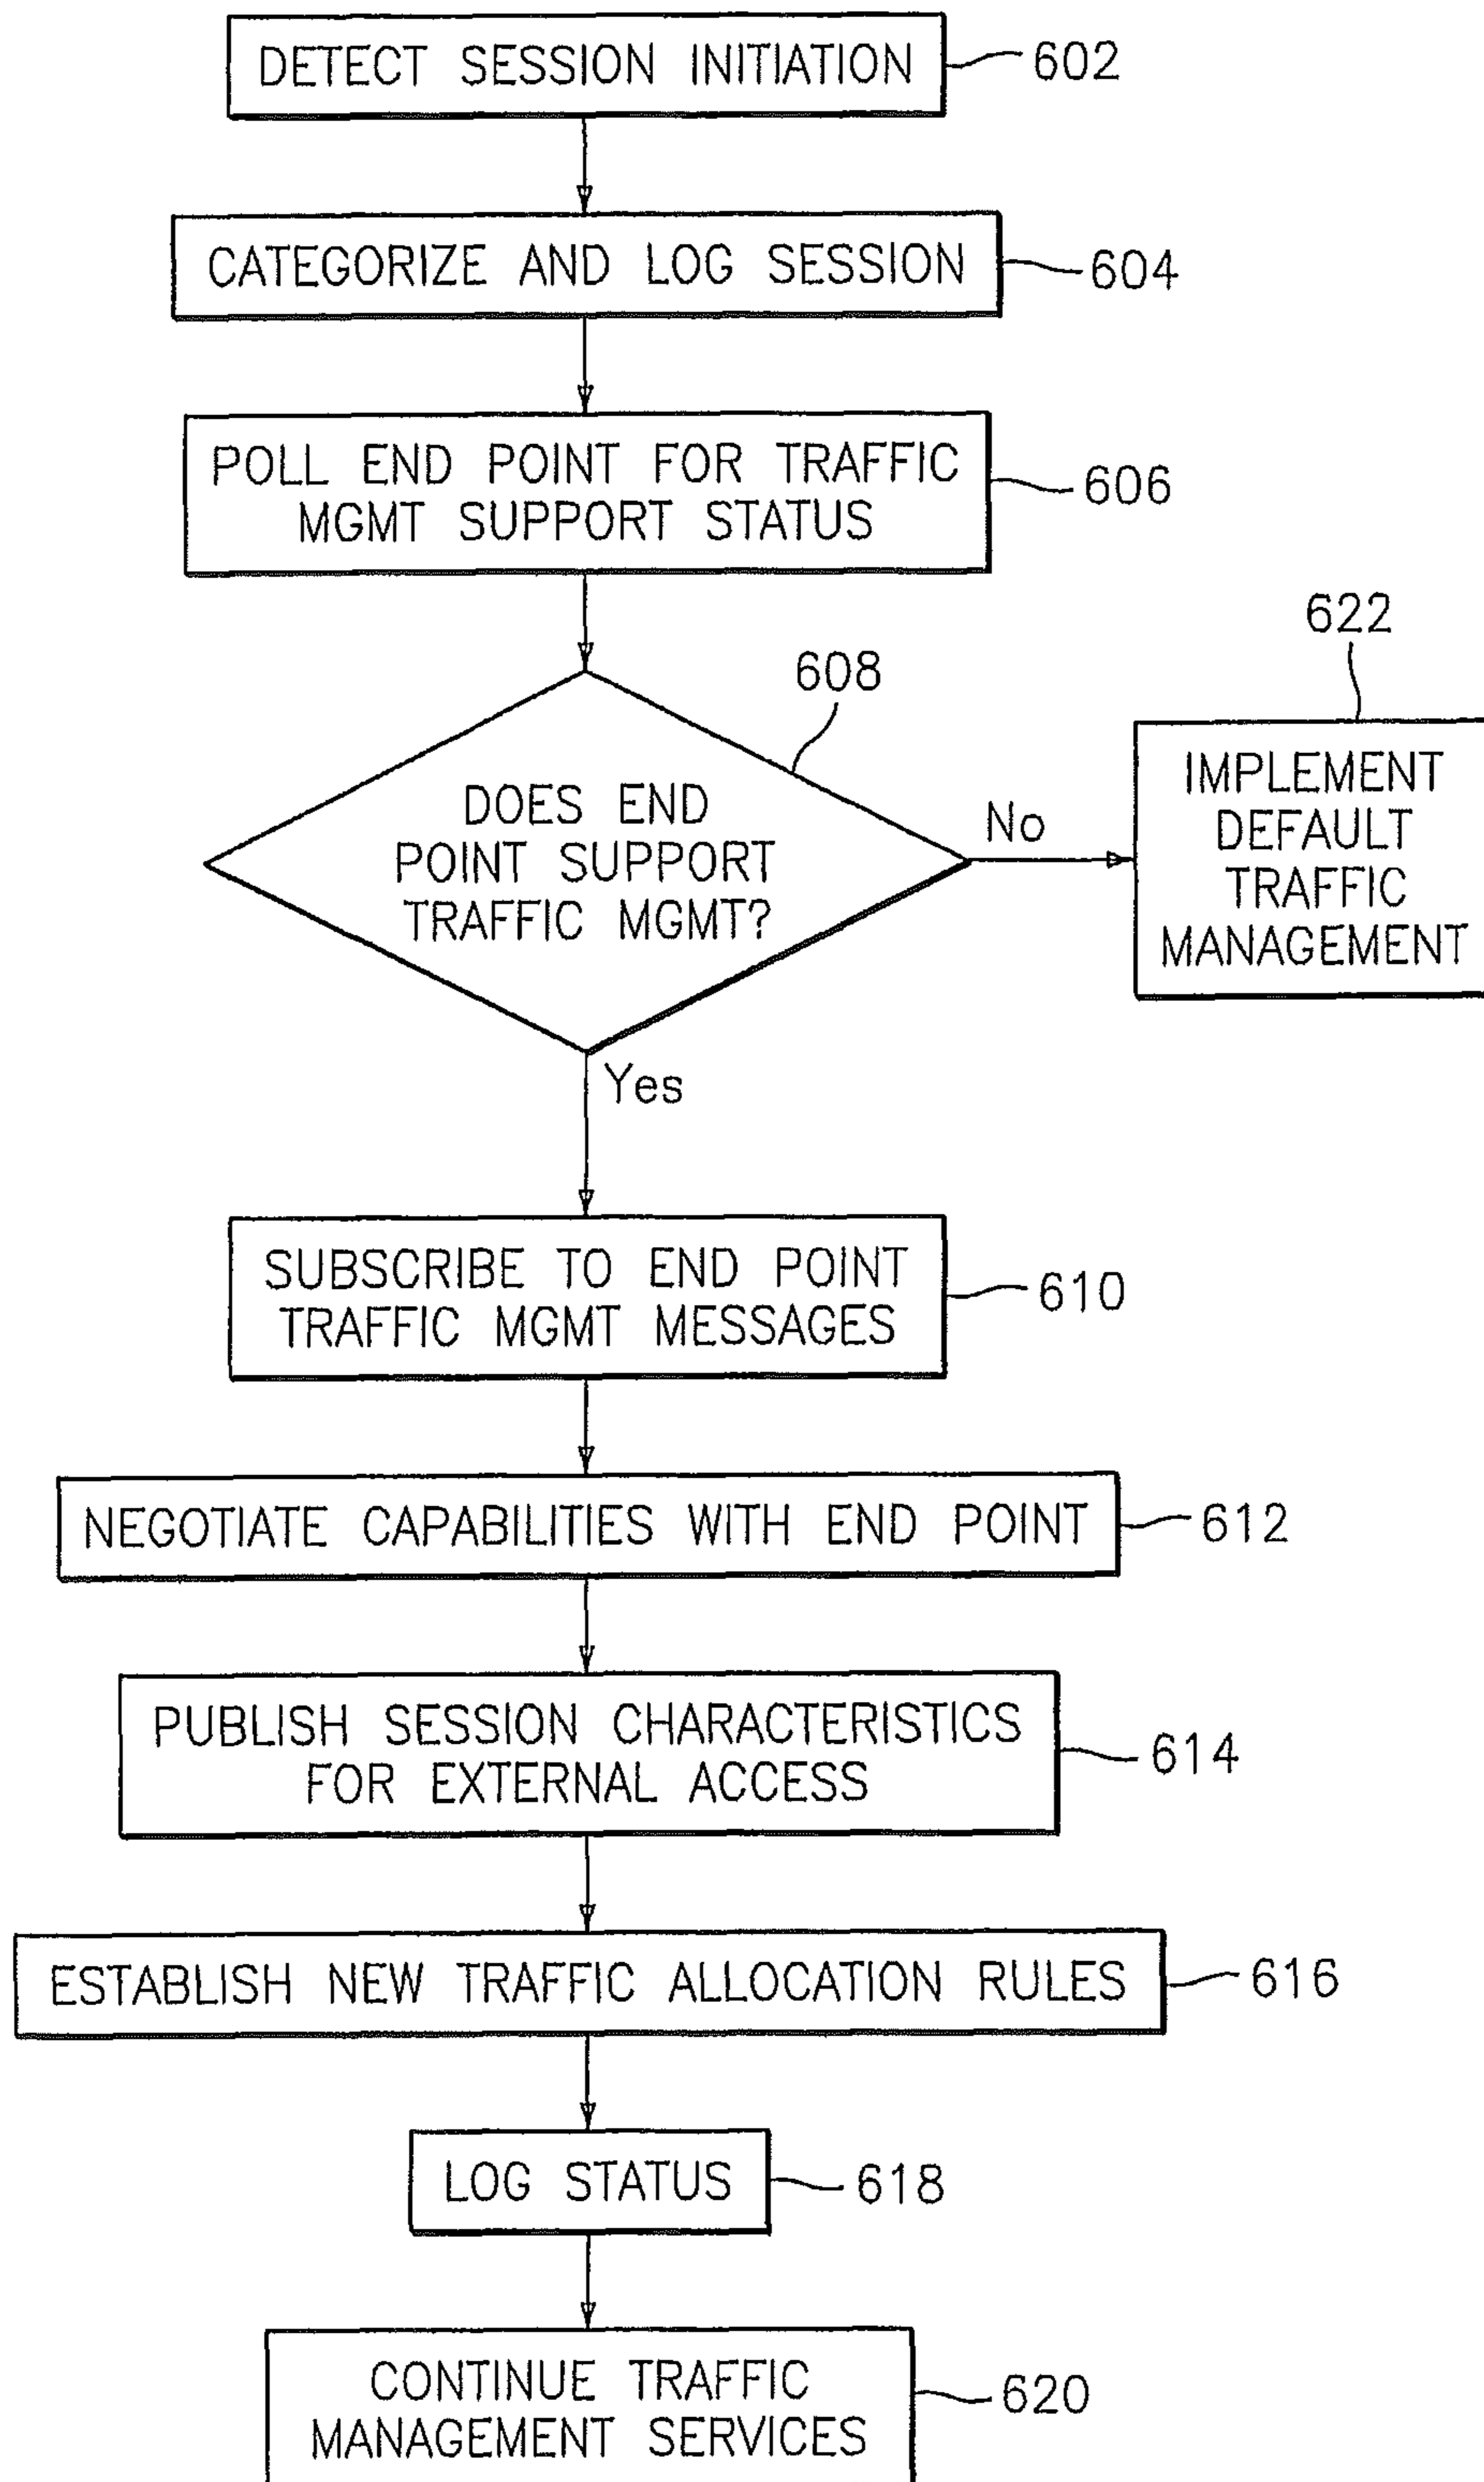 DETECT SESSION INITIATION
602
CATEGORIZE AND LOG SESSION
604
POLL END POINT FOR TRAFFIC
MGMT SUPPORT STATUS
606
608
DOES END
POINT SUPPORT
TRAFFIC MGMT?
No
622
IMPLEMENT
DEFAULT
TRAFFIC
MANAGEMENT
Yes
SUBSCRIBE TO END POINT
TRAFFIC MGMT MESSAGES
610
NEGOTIATE CAPABILITIES WITH END POINT
612
PUBLISH SESSION CHARACTERISTICS
FOR EXTERNAL ACCESS
614
ESTABLISH NEW TRAFFIC ALLOCATION RULES
616
LOG STATUS
618
CONTINUE TRAFFIC
MANAGEMENT SERVICES
620